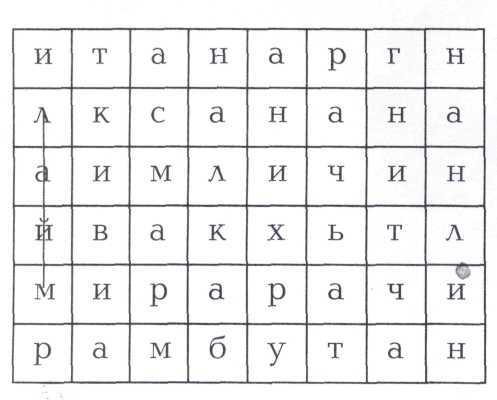 и т а н а р г н
л к с а н а н а
а и м л и ч и н
й в а к х ь т л
м и р а р а ч и
р а м б у т а н